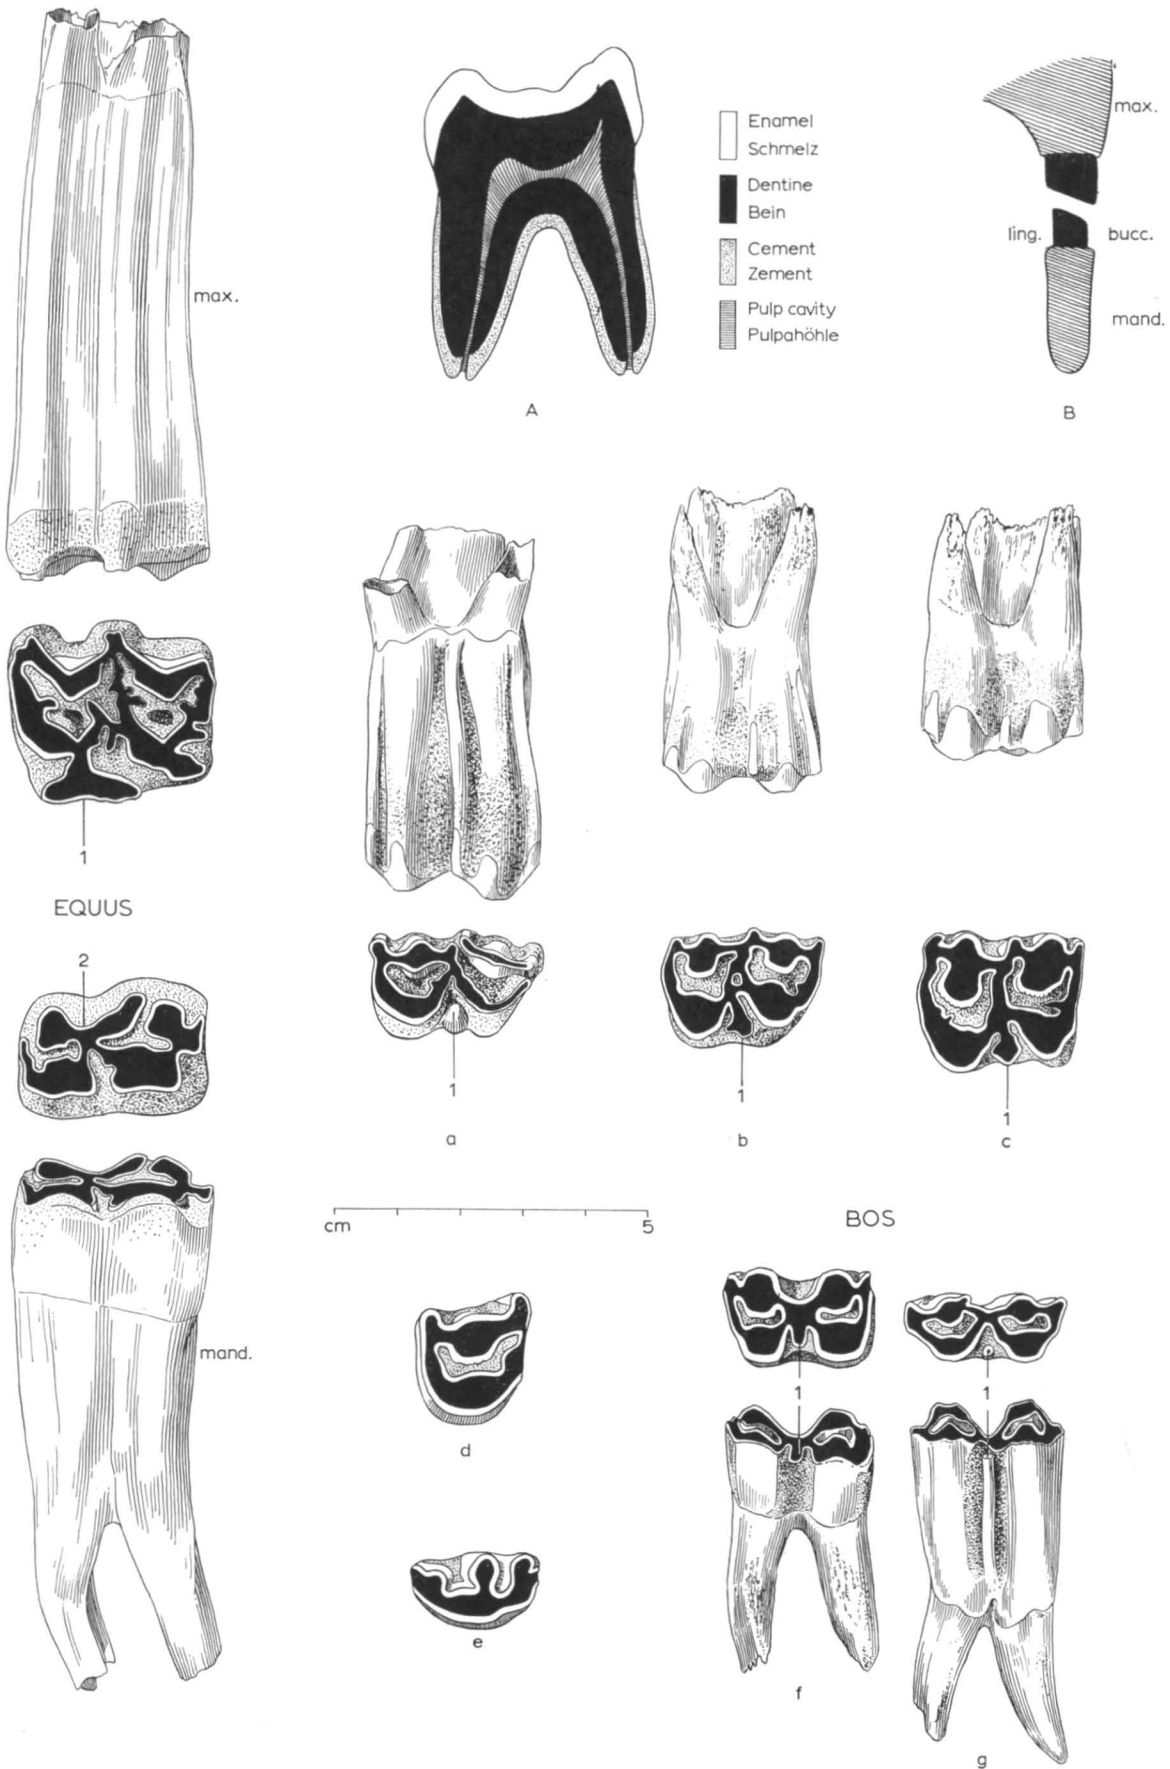 max.
A
Enamel
Schmelz
Dentine
Bein
Cement
Zement
Pulp cavity
Pulpahöhle
max.
ling.
bucc.
mand.
B
1
EQUUS
2
mand.
1
a
1
b
1
c
cm
5
BOS
d
e
1
f
1
g